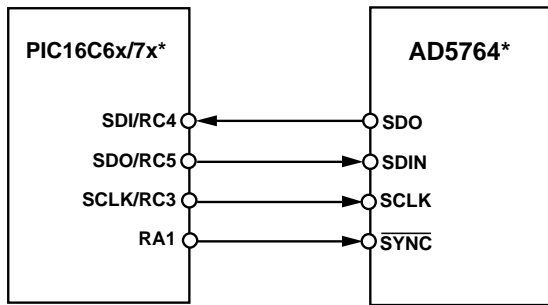 PIC16C6x/7x*
AD5764*
SDI/RC4
SDO
SDO/RC5
SDIN
SCLK/RC3
SCLK
RA1
SYNC